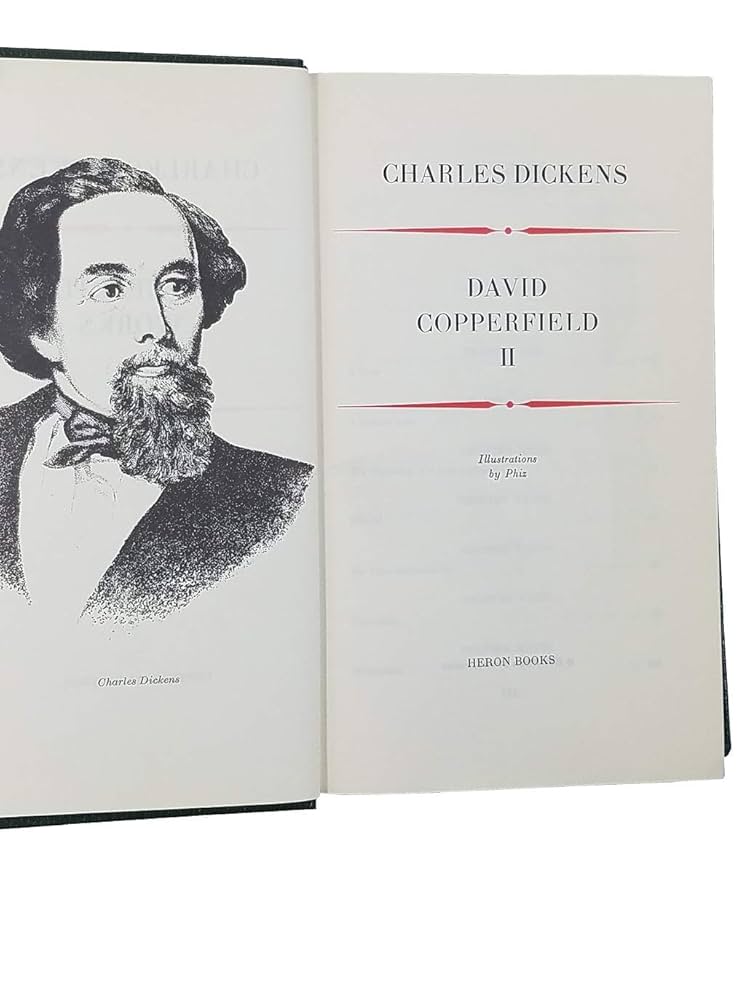 Charles Dickens
CHARLES DICKENS
DAVID
COPPERFIELD
II
Illustrations
by Phiz
HERON BOOKS